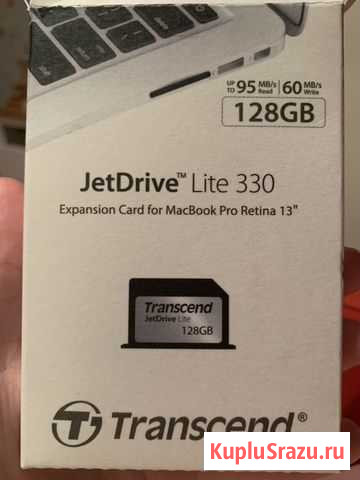 UP TO 95 MB/s Read | 60 MB/s Write
128GB
JetDrive™ Lite 330
Expansion Card for MacBook Pro Retina 13"
Transcend
JetDrive Lite
128GB
Transcend®
KupluSrazu.ru